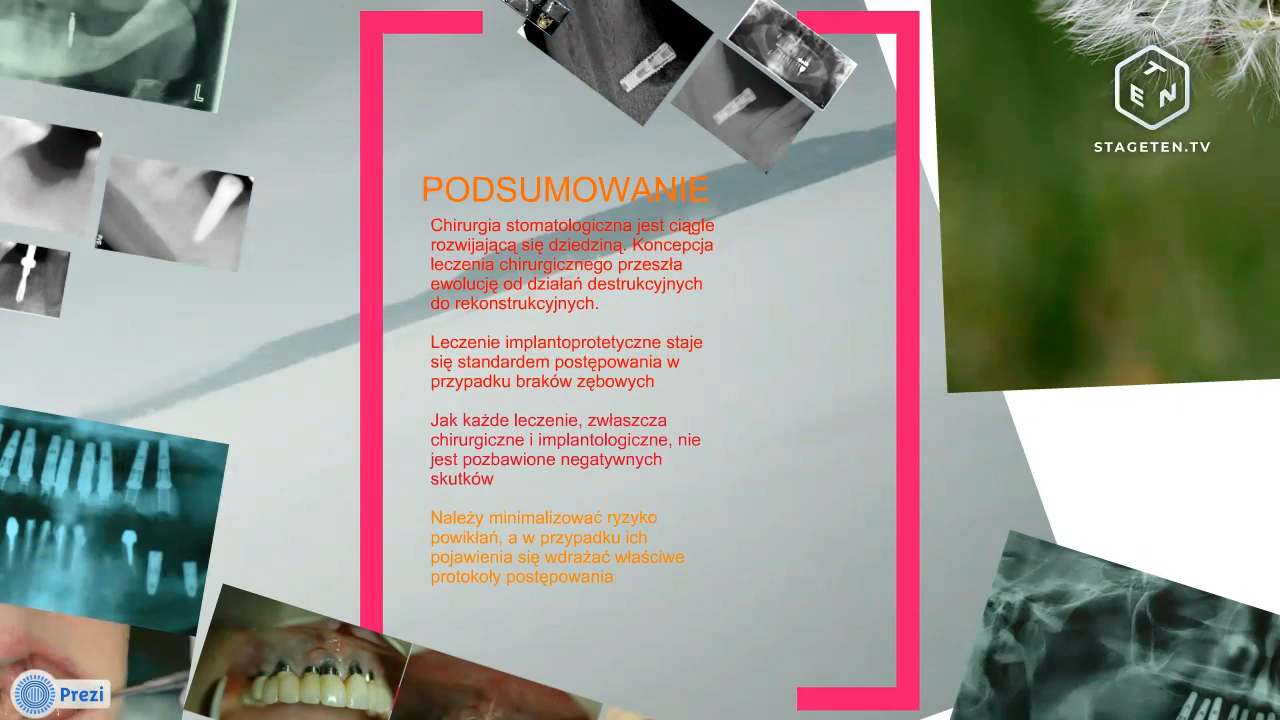 L
T
E N
STAGETEN.TV
PODSUMOWANIE
Chirurgia stomatologiczna jest ciągle
rozwijającą się dziedziną. Koncepcja
leczenia chirurgicznego przeszła
ewolucję od działań destrukcyjnych
do rekonstrukcyjnych.
Leczenie implantoprotetyczne staje
się standardem postępowania w
przypadku braków zębowych
Jak każde leczenie, zwłaszcza
chirurgiczne i implantologiczne, nie
jest pozbawione negatywnych
skutków
Należy minimalizować ryzyko
powikłań, a w przypadku ich
pojawienia się wdrażać właściwe
protokoły postępowania
Prezi